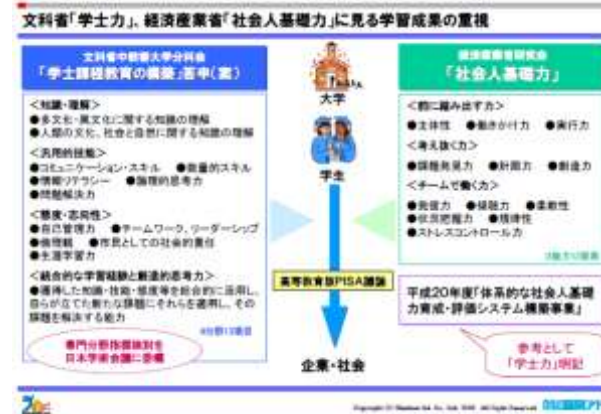 文科省「学士力」、経済産業省「社会人基礎力」に見る学習成果の重視
文科省中教審大学分科会
「学士課程教育の構築」答申(案)
<知識・理解>
●多文化・異文化に関する知識の理解
●人類の文化、社会と自然に関する知識の理解
<汎用的技能>
●コミュニケーション・スキル ●数量的スキル
●情報リテラシー ●論理的思考力
●問題解決力
<態度・志向性>
●自己管理力 ●チームワーク、リーダーシップ
●倫理観 ●市民としての社会的責任
●生涯学習力
<統合的な学習経験と創造的思考力>
●獲得した知識・技能・態度等を総合的に活用し、
自らが立てた新たな課題にそれらを適用し、その
課題を解決する能力
4分野13項目
専門分野別
日本学術会議に委嘱
大学
学生
高等教育版PISA議論
企業・社会
経済産業省研究会
「社会人基礎力」
<前に踏み出す力>
●主体性 ●働きかけ力 ●実行力
<考え抜く力>
●課題発見力 ●計画力 ●創造力
<チームで働く力>
●発信力 ●傾聴力 ●柔軟性
●状況把握力 ●規律性
●ストレスコントロール力
3能力12要素
平成20年度「体系的な社会人基礎
力育成・評価システム構築事業」
参考として
「学士力」明記